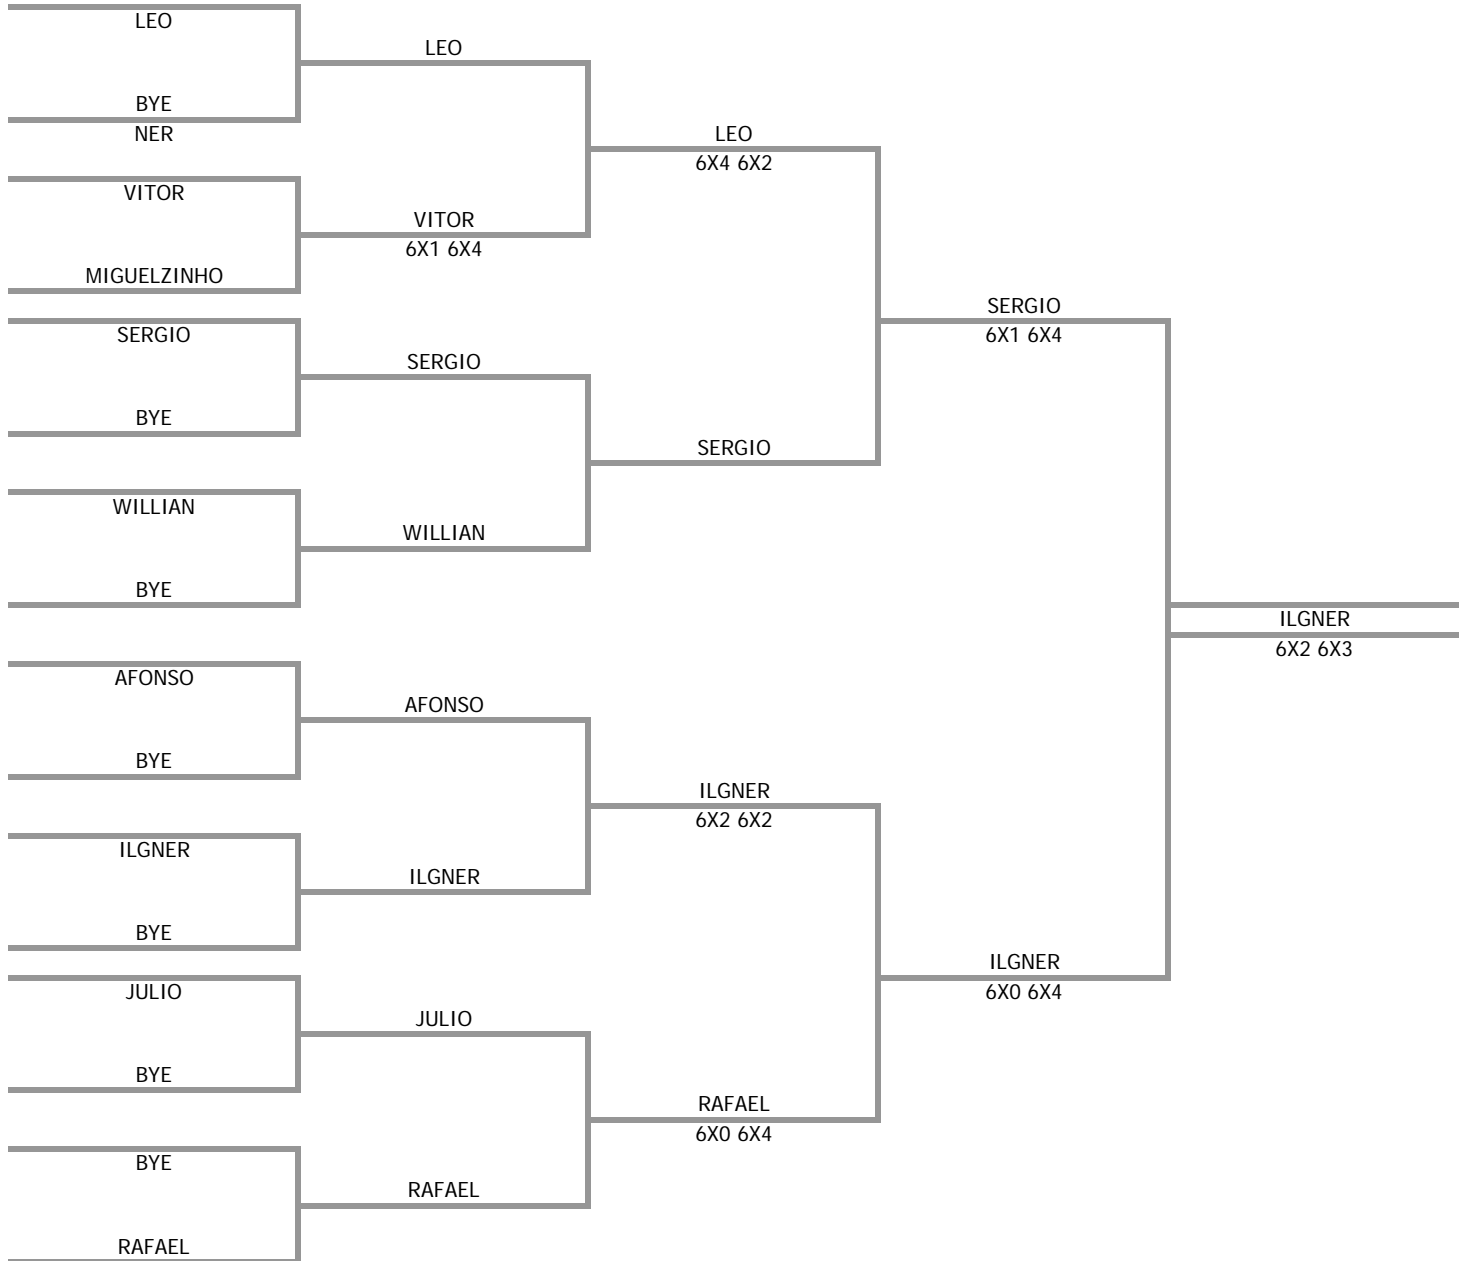 LEO
LEO
BYE
NER
LEO
6X4 6X2
VITOR
VITOR
6X1 6X4
MIGUELZINHO
SERGIO
6X1 6X4
SERGIO
SERGIO
BYE
SERGIO
WILLIAN
WILLIAN
BYE
ILGNER
6X2 6X3
AFONSO
AFONSO
BYE
ILGNER
6X2 6X2
ILGNER
ILGNER
BYE
ILGNER
6X0 6X4
JULIO
JULIO
BYE
RAFAEL
6X0 6X4
BYE
RAFAEL
RAFAEL